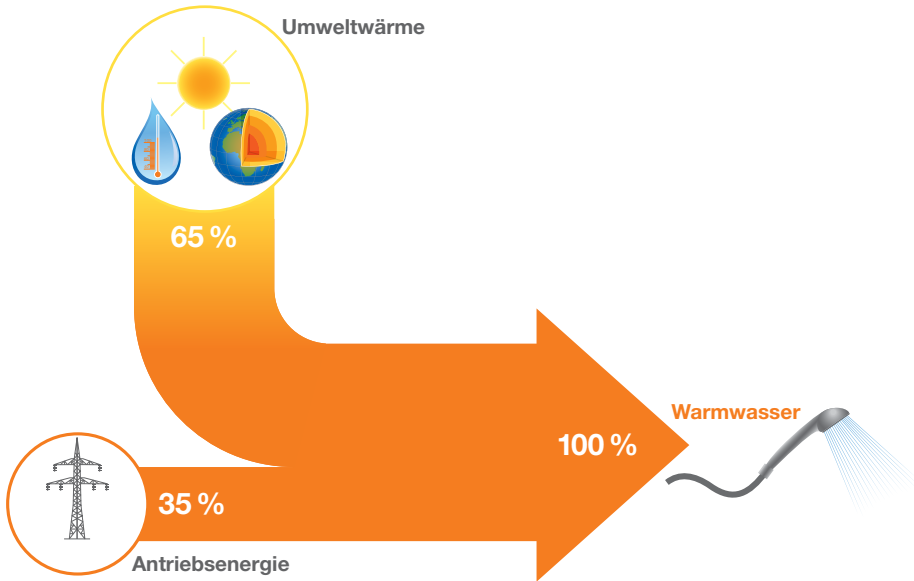 Umweltwärme
65 %
Warmwasser
100 %
35 %
Antriebsenergie